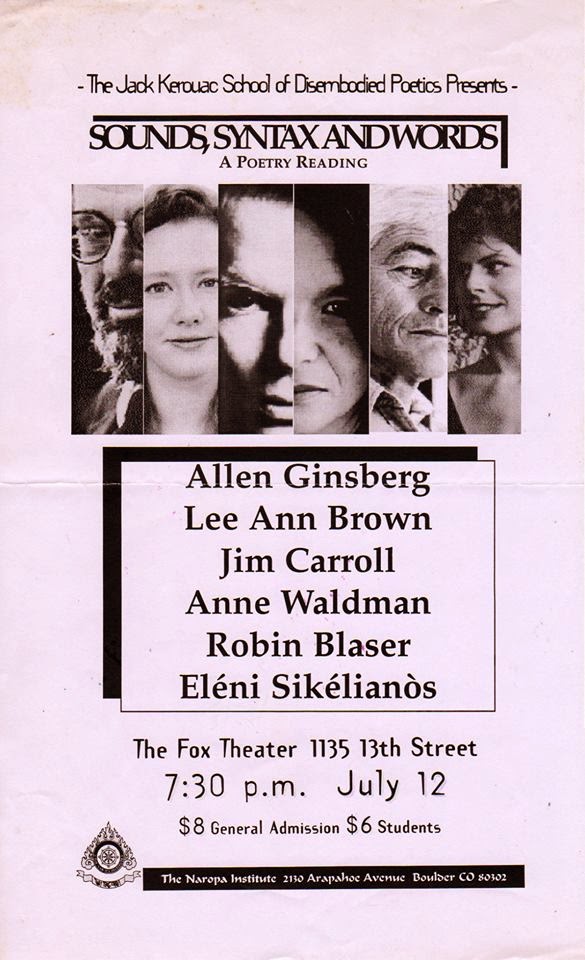 - The Jack Kerouac School of Disembodied Poetics Presents -
SOUNDS, SYNTAX AND WORDS
A POETRY READING
Allen Ginsberg
Lee Ann Brown
Jim Carroll
Anne Waldman
Robin Blaser
Eléni Sikélianòs
The Fox Theater 1135 13th Street
7:30 p.m. July 12
$8 General Admission $6 Students
The Naropa Institute 2130 Arapahoe Avenue Boulder CO 80302